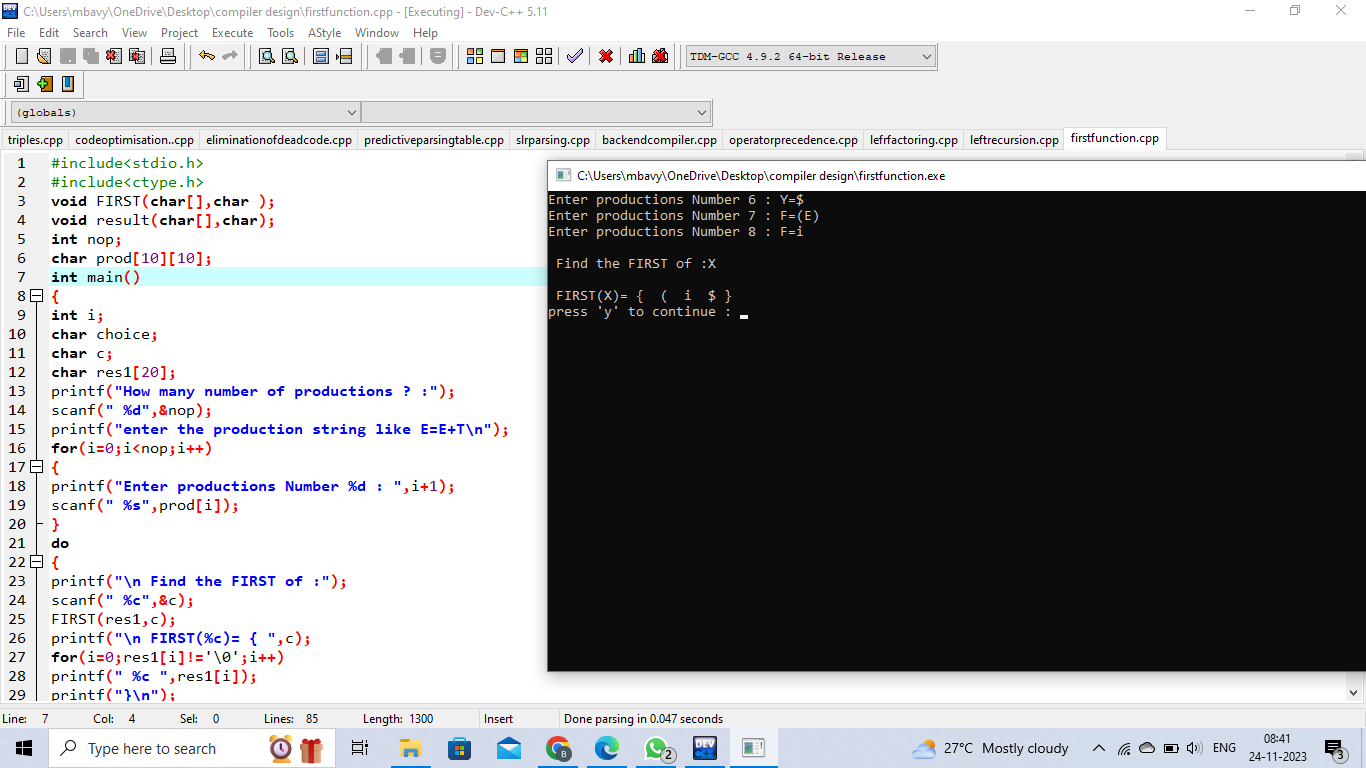 C:\Users\mbavy\OneDrive\Desktop\compiler design\firstfunction.cpp - [Executing] - Dev-C++ 5.11
File Edit Search View Project Execute Tools AStyle Window Help
TDM-GCC 4.9.2 64-bit Release
(globals)
triples.cpp codeoptimisation..cpp eliminationofdeadcode.cpp predictiveparsingtable.cpp slrparsing.cpp backendcompiler.cpp operatorprecedence.cpp lefrfactoring.cpp leftrecursion.cpp firstfunction.cpp
1 #include<stdio.h>
2 #include<ctype.h>
3 void FIRST(char[],char );
4 void result(char[],char);
5 int nop;
6 char prod[10][10];
7 int main()
8 {
9 int i;
10 char choice;
11 char c;
12 char res1[20];
13 printf("How many number of productions ? :");
14 scanf(" %d",&nop);
15 printf("enter the production string like E=E+T\n");
16 for(i=0;i<nop;i++)
17 {
18 printf("Enter productions Number %d : ",i+1);
19 scanf(" %s",prod[i]);
20 }
21 do
22 {
23 printf("\n Find the FIRST of :");
24 scanf(" %c",&c);
25 FIRST(res1,c);
26 printf("\n FIRST(%c)= { ",c);
27 for(i=0;res1[i]!='\0';i++)
28 printf(" %c ",res1[i]);
29 printf("}\n");
C:\Users\mbavy\OneDrive\Desktop\compiler design\firstfunction.exe
Enter productions Number 6 : Y=$
Enter productions Number 7 : F=(E)
Enter productions Number 8 : F=i
Find the FIRST of :X
FIRST(X)= {  (  i  $ }
press 'y' to continue :
Line: 7 Col: 4 Sel: 0 Lines: 85 Length: 1300 Insert Done parsing in 0.047 seconds
Type here to search
B
2
DEV
27°C Mostly cloudy
ENG
08:41
24-11-2023
3